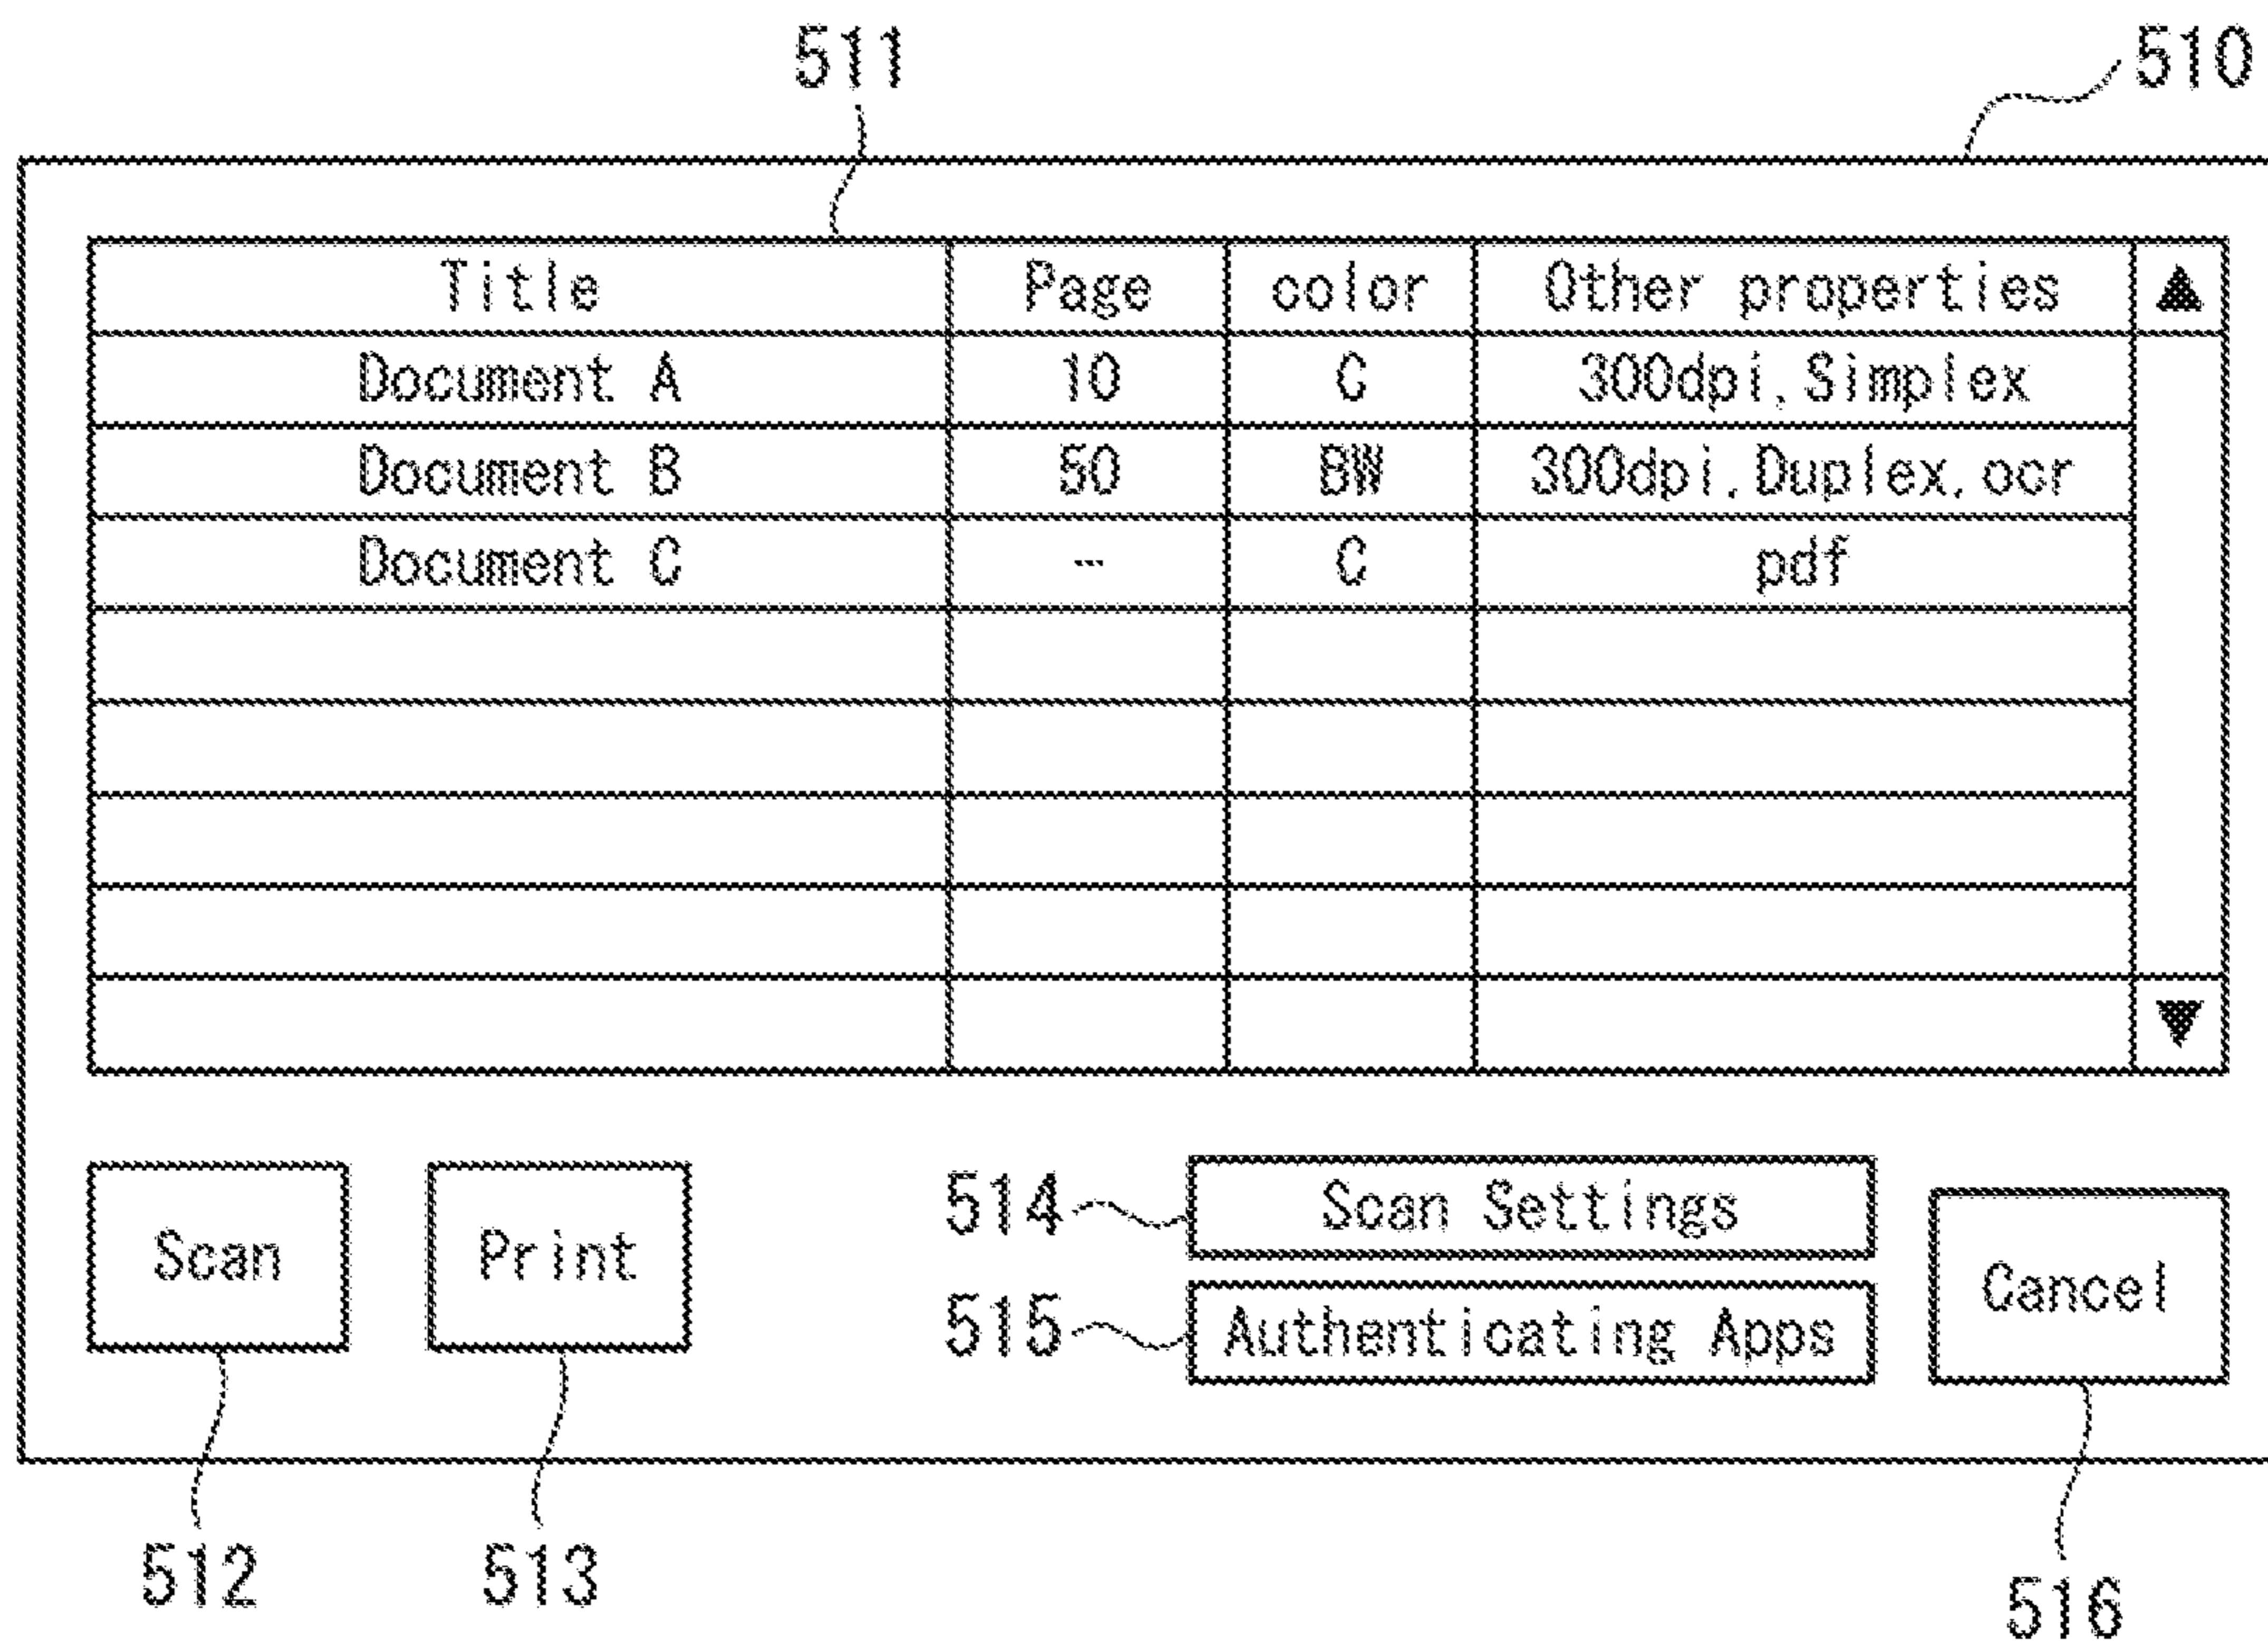 511 510
Title Page color Other properties ▲
Document A 10 C 300dpi,Simplex
Document B 50 BW 300dpi,Duplex,ocr
Document C - C pdf
▼
514 Scan Settings
Scan Print Cancel
515 Authenticating Apps
512 513 516